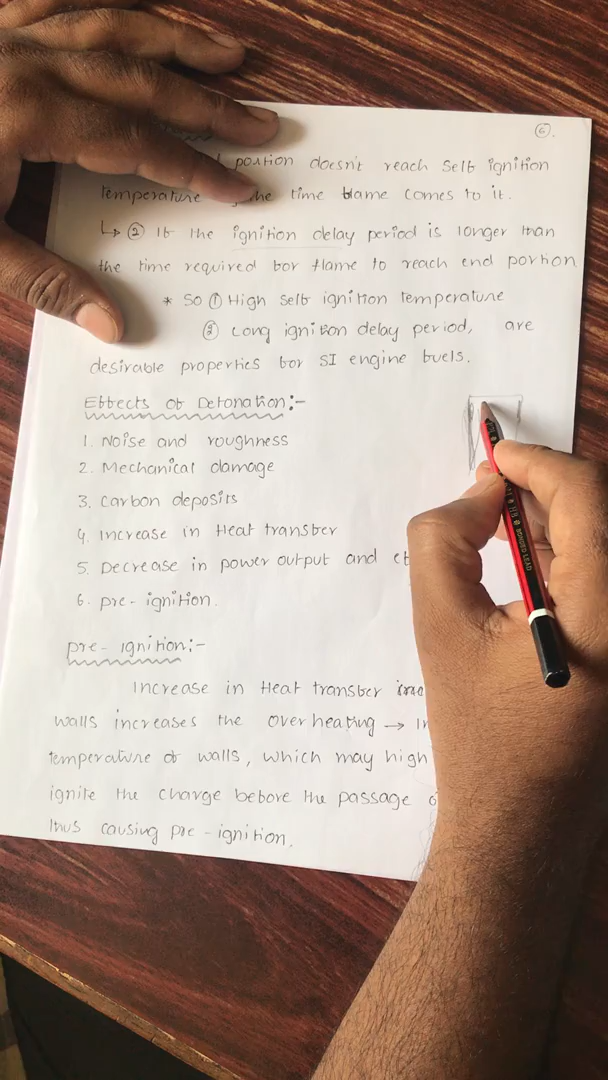 6.
portion doesn't reach self ignition
temperature the time flame comes to it.
↳ ② If the ignition delay period is longer than
the time required for flame to reach end portion
* So ① High self ignition temperature
② Long ignition delay period, are
desirable properties for SI engine fuels.
Effects of Detonation:-
1. Noise and roughness
2. Mechanical damage
3. Carbon deposits
4. Increase in Heat transfer
5. Decrease in power output and
6. Pre-ignition.
Pre-Ignition:-
Increase in Heat transfer
walls increases the over heating →
temperature of walls, which may high
ignite the charge before the passage
thus causing pre-ignition.
HB BONDED LEAD